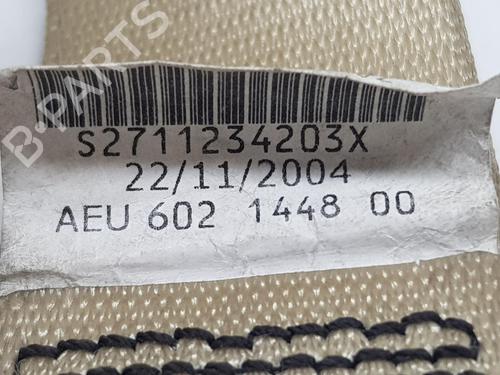 B-PARTS
S2711234203X
22/11/2004
AEU 602 1448 00